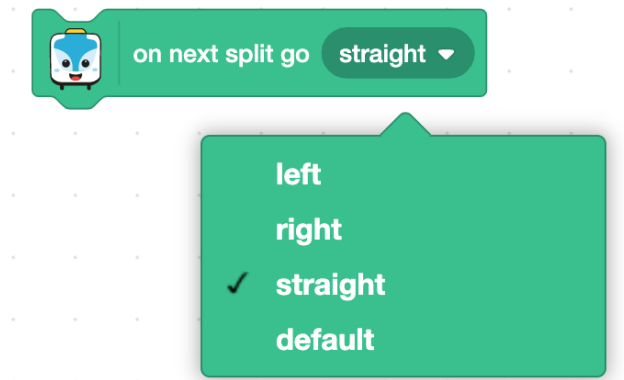 on next split go straight
left
right
straight
default